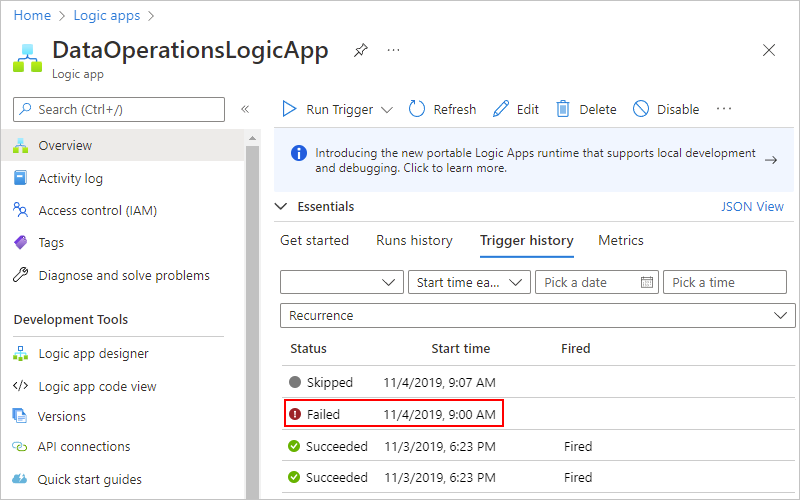 Home > Logic apps >
DataOperationsLogicApp
Logic app
Search (Ctrl+/)
«
Overview
Activity log
Access control (IAM)
Tags
Diagnose and solve problems
Development Tools
Logic app designer
</> Logic app code view
Versions
API connections
Quick start guides
Run Trigger Refresh Edit Delete Disable ...
Introducing the new portable Logic Apps runtime that supports local development
and debugging. Click to learn more.
Essentials JSON View
Get started Runs history Trigger history Metrics
Start time ea... Pick a date Pick a time
Recurrence
Status Start time Fired
Skipped 11/4/2019, 9:07 AM
Failed 11/4/2019, 9:00 AM
Succeeded 11/3/2019, 6:23 PM Fired
Succeeded 11/3/2019, 6:23 PM Fired